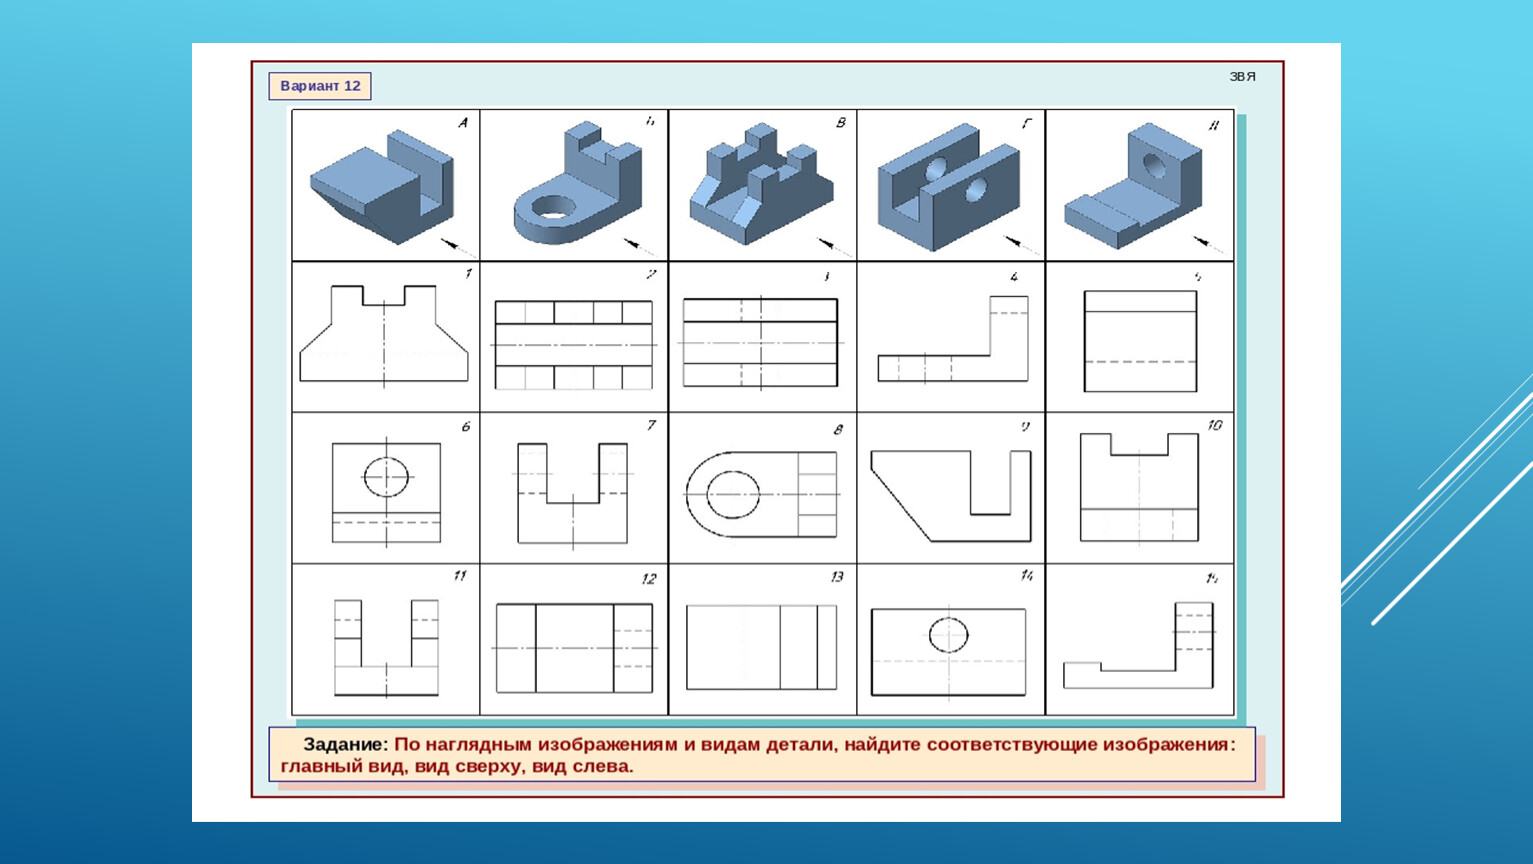 Вариант 12
ЗВЯ
А
В
Г
1 2 4
6 7 8 9 10
11 12 13 14
Задание: По наглядным изображениям и видам детали, найдите соответствующие изображения:
главный вид, вид сверху, вид слева.